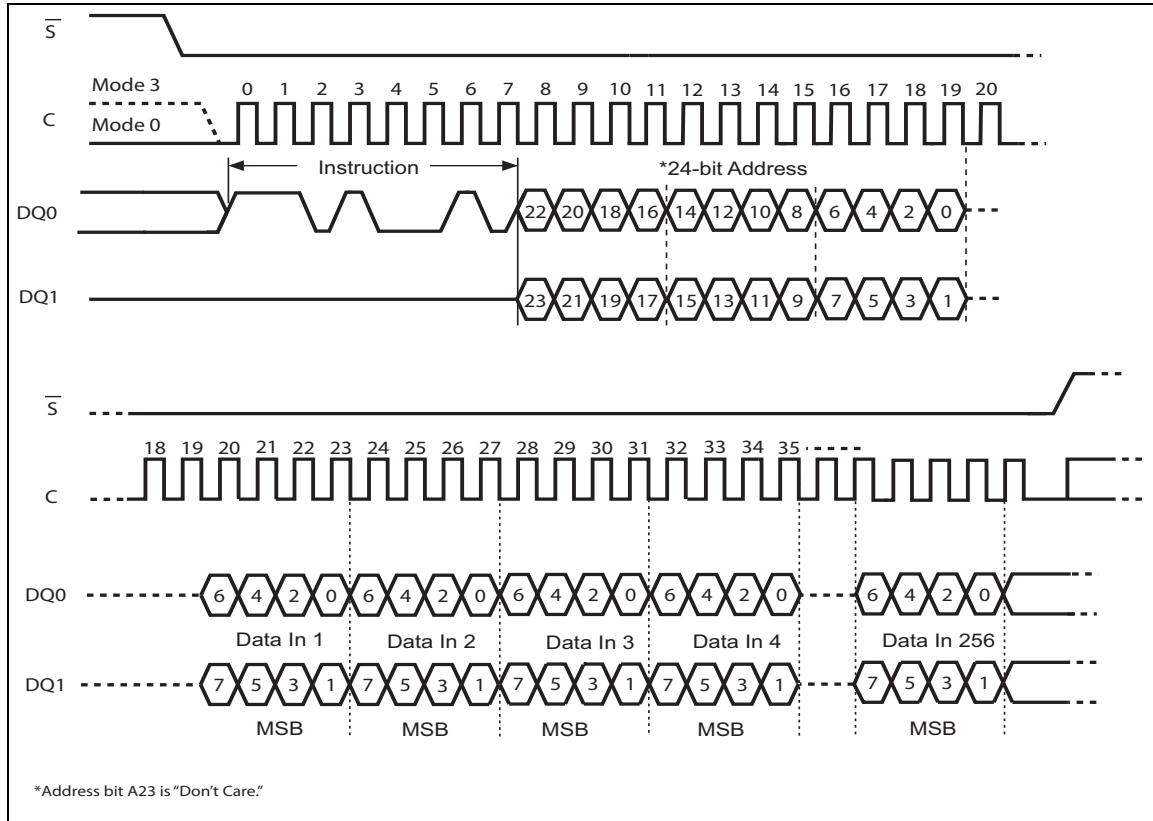 S
Mode 3
0 1 2 3 4 5 6 7 8 9 10 11 12 13 14 15 16 17 18 19 20
C
Mode 0
Instruction
*24-bit Address
DQ0
22 20 18 16 14 12 10 8 6 4 2 0
DQ1
23 21 19 17 15 13 11 9 7 5 3 1
S
18 19 20 21 22 23 24 25 26 27 28 29 30 31 32 33 34 35
C
DQ0
6 4 2 0 6 4 2 0 6 4 2 0 6 4 2 0 6 4 2 0
Data In 1 Data In 2 Data In 3 Data In 4 Data In 256
DQ1
7 5 3 1 7 5 3 1 7 5 3 1 7 5 3 1 7 5 3 1
MSB MSB MSB MSB MSB
*Address bit A23 is “Don’t Care.”